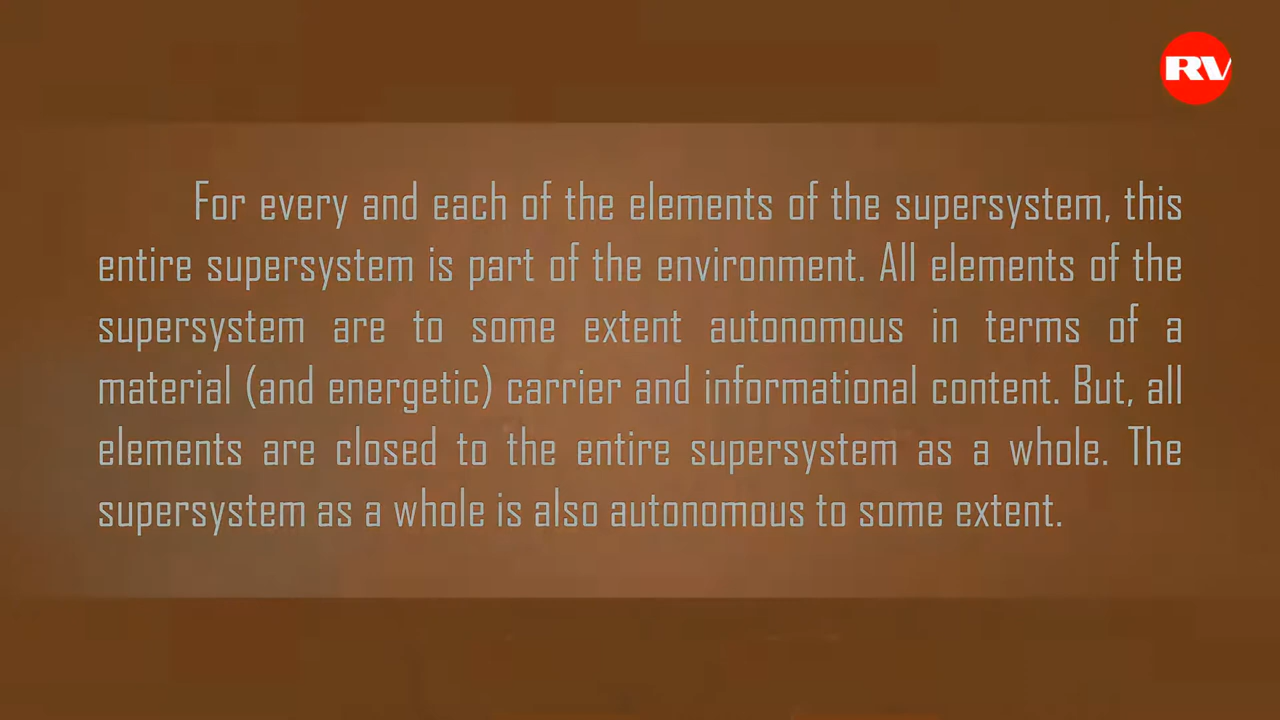 RV
For every and each of the elements of the supersystem, this
entire supersystem is part of the environment. All elements of the
supersystem are to some extent autonomous in terms of a
material (and energetic) carrier and informational content. But, all
elements are closed to the entire supersystem as a whole. The
supersystem as a whole is also autonomous to some extent.